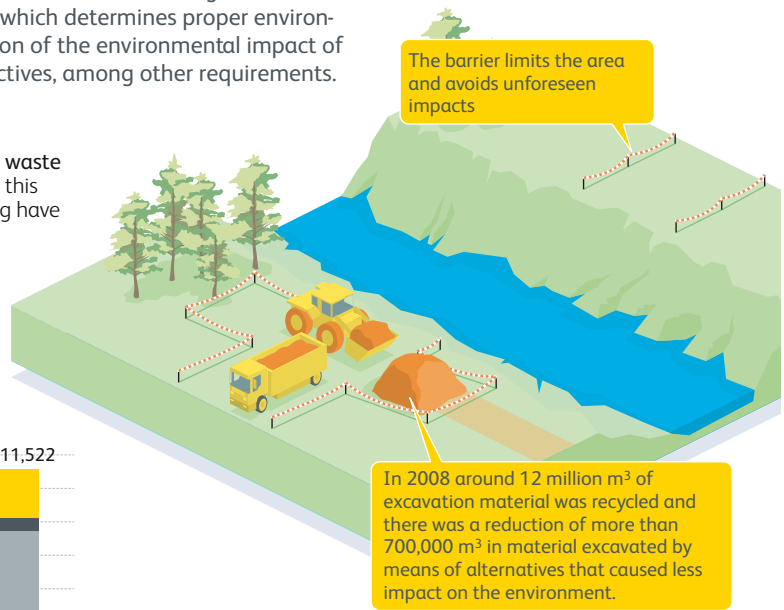 which determines proper environ-
on of the environmental impact of
ctives, among other requirements.
The barrier limits the area
and avoids unforeseen
impacts
waste
this
g have
11,522
In 2008 around 12 million m³ of
excavation material was recycled and
there was a reduction of more than
700,000 m³ in material excavated by
means of alternatives that caused less
impact on the environment.